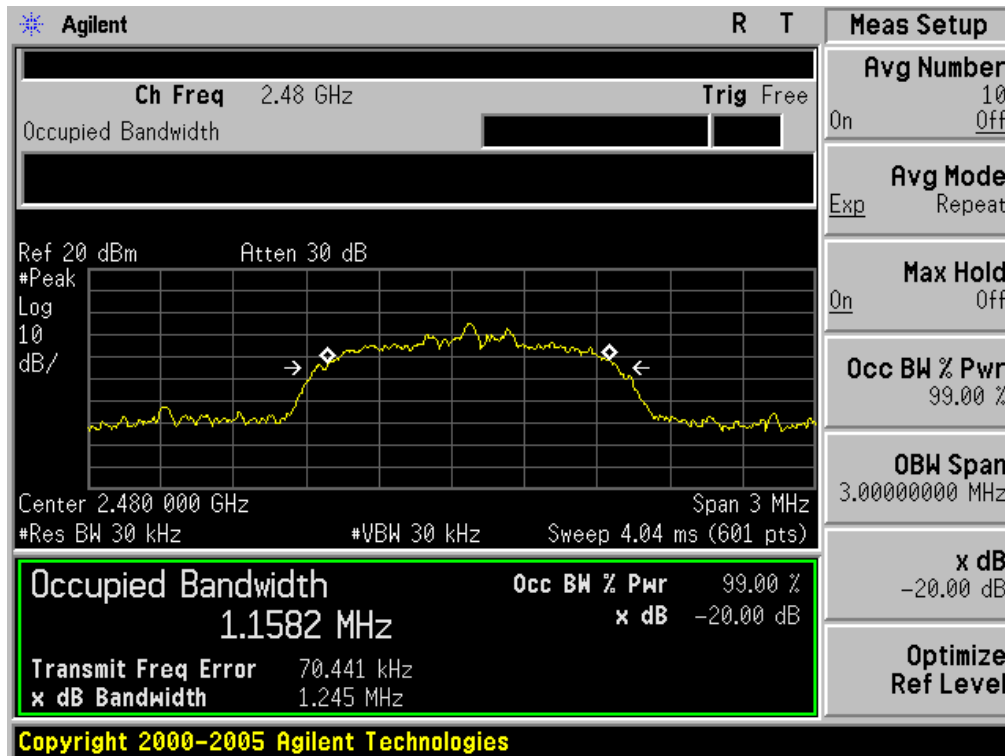 Agilent R T
Ch Freq 2.48 GHz Trig Free
Occupied Bandwidth
Ref 20 dBm Atten 30 dB
#Peak
Log
10
dB/
Center 2.480 000 GHz Span 3 MHz
#Res BW 30 kHz #VBW 30 kHz Sweep 4.04 ms (601 pts)
Occupied Bandwidth Occ BW % Pwr 99.00 %
1.1582 MHz x dB -20.00 dB
Transmit Freq Error 70.441 kHz
x dB Bandwidth 1.245 MHz
Copyright 2000-2005 Agilent Technologies
Meas Setup
Avg Number
10
On Off
Avg Mode
Exp Repeat
Max Hold
On Off
Occ BW % Pwr
99.00 %
OBW Span
3.00000000 MHz
x dB
-20.00 dB
Optimize
Ref Level